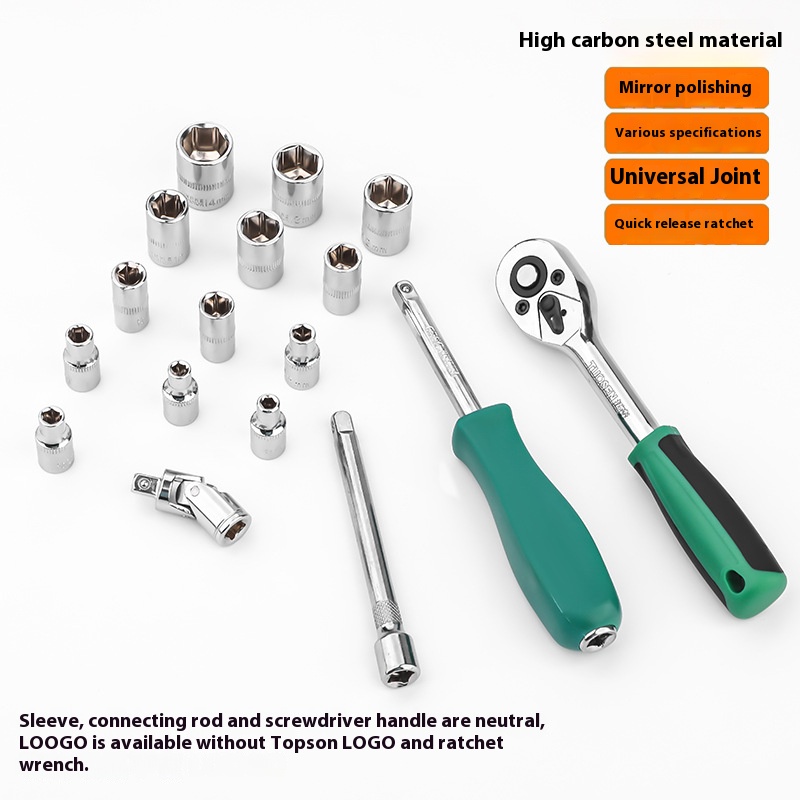 High carbon steel material
Mirror polishing
Various specifications
Universal Joint
Quick release ratchet
Sleeve, connecting rod and screwdriver handle are neutral,
LOOGO is available without Topson LOGO and ratchet
wrench.